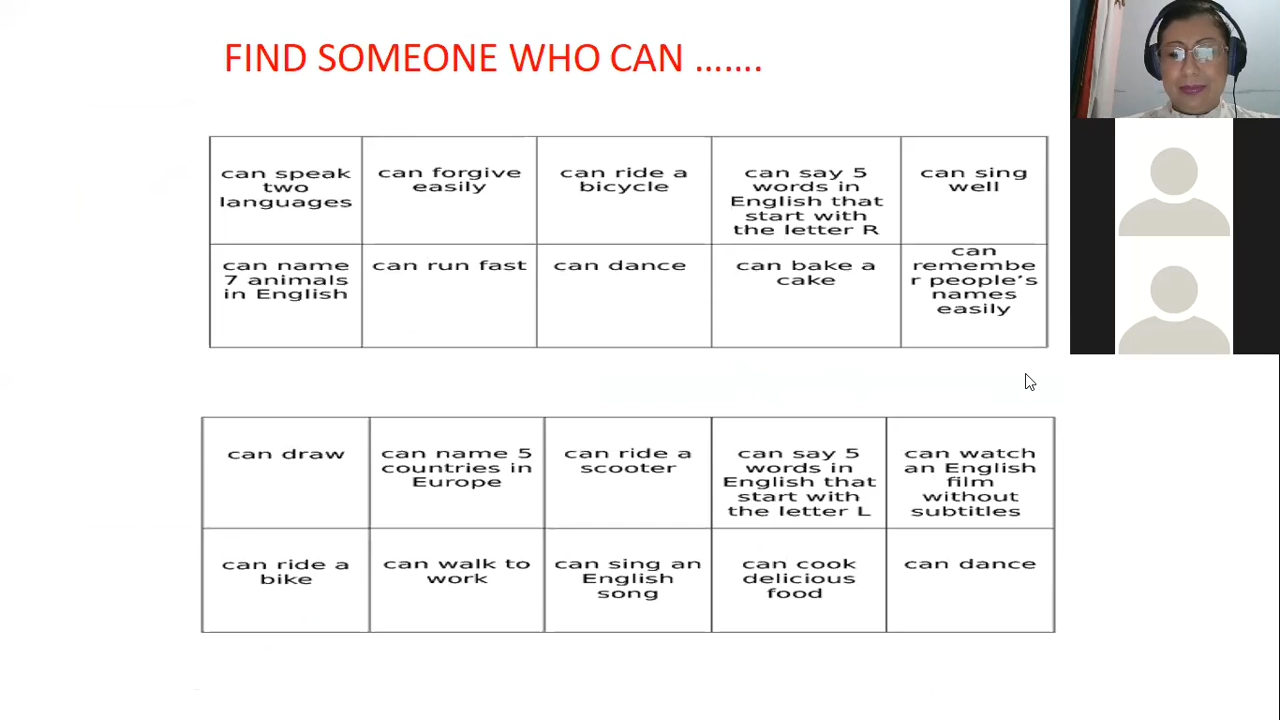 FIND SOMEONE WHO CAN .......
can speak
two
languages
can forgive
easily
can ride a
bicycle
can say 5
words in
English that
start with
the letter R
can sing
well
can name
7 animals
in English
can run fast
can dance
can bake a
cake
can
remembe
r people's
names
easily
can draw
can name 5
countries in
Europe
can ride a
scooter
can say 5
words in
English that
start with
the letter L
can watch
an English
film
without
subtitles
can ride a
bike
can walk to
work
can sing an
English
song
can cook
delicious
food
can dance